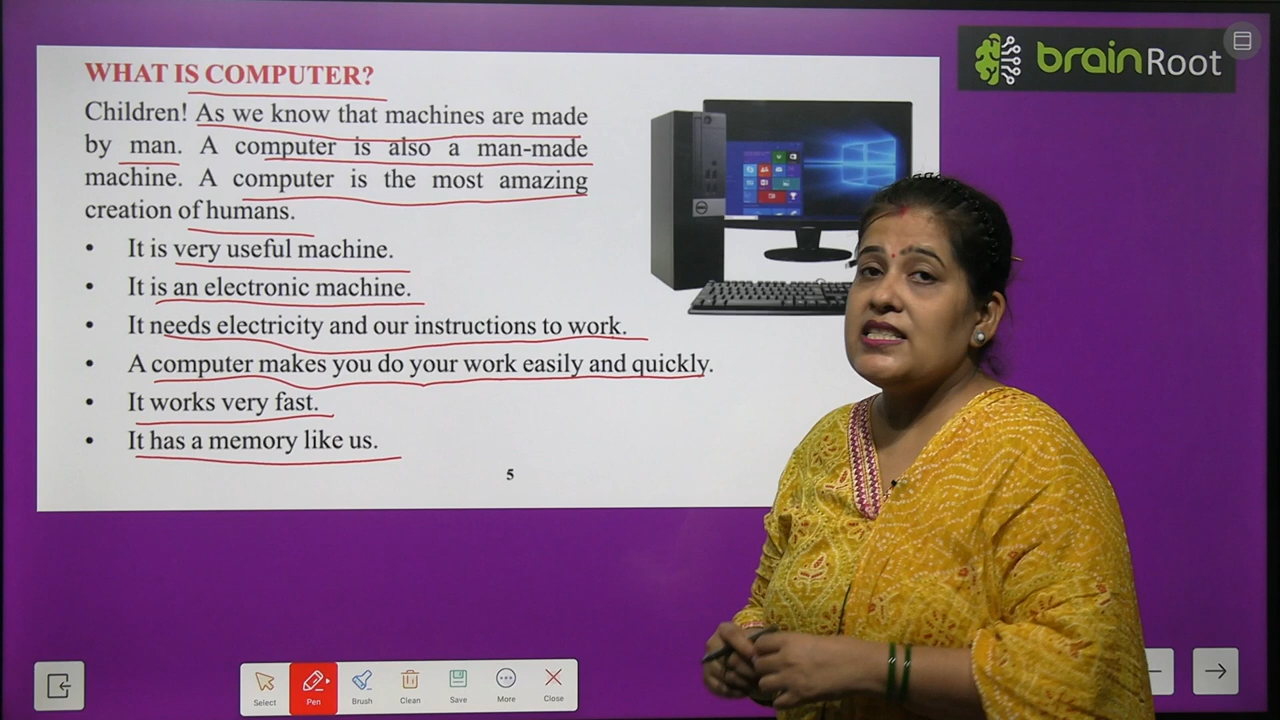 WHAT IS COMPUTER?
brainRoot
Children! As we know that machines are made
by man. A computer is also a man-made
machine. A computer is the most amazing
creation of humans.
• It is very useful machine.
• It is an electronic machine.
• It needs electricity and our instructions to work.
• A computer makes you do your work easily and quickly.
• It works very fast.
• It has a memory like us.
5
Select
Pen
Brush
Clean
Save
More
Close